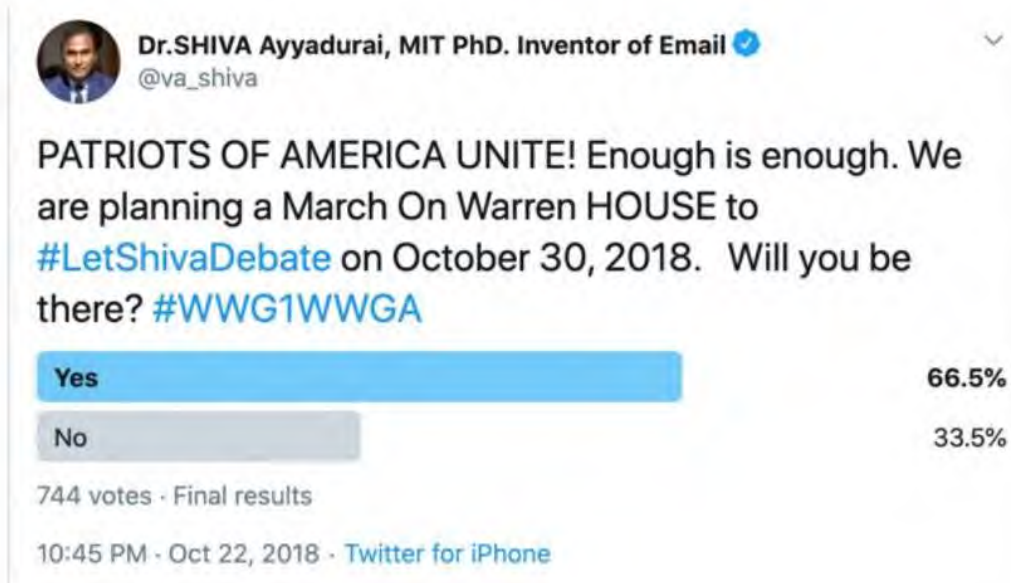 Dr.SHIVA Ayyadurai, MIT PhD. Inventor of Email
@va_shiva
PATRIOTS OF AMERICA UNITE! Enough is enough. We
are planning a March On Warren HOUSE to
#LetShivaDebate on October 30, 2018. Will you be
there? #WWG1WWGA
Yes 66.5%
No 33.5%
744 votes · Final results
10:45 PM · Oct 22, 2018 · Twitter for iPhone